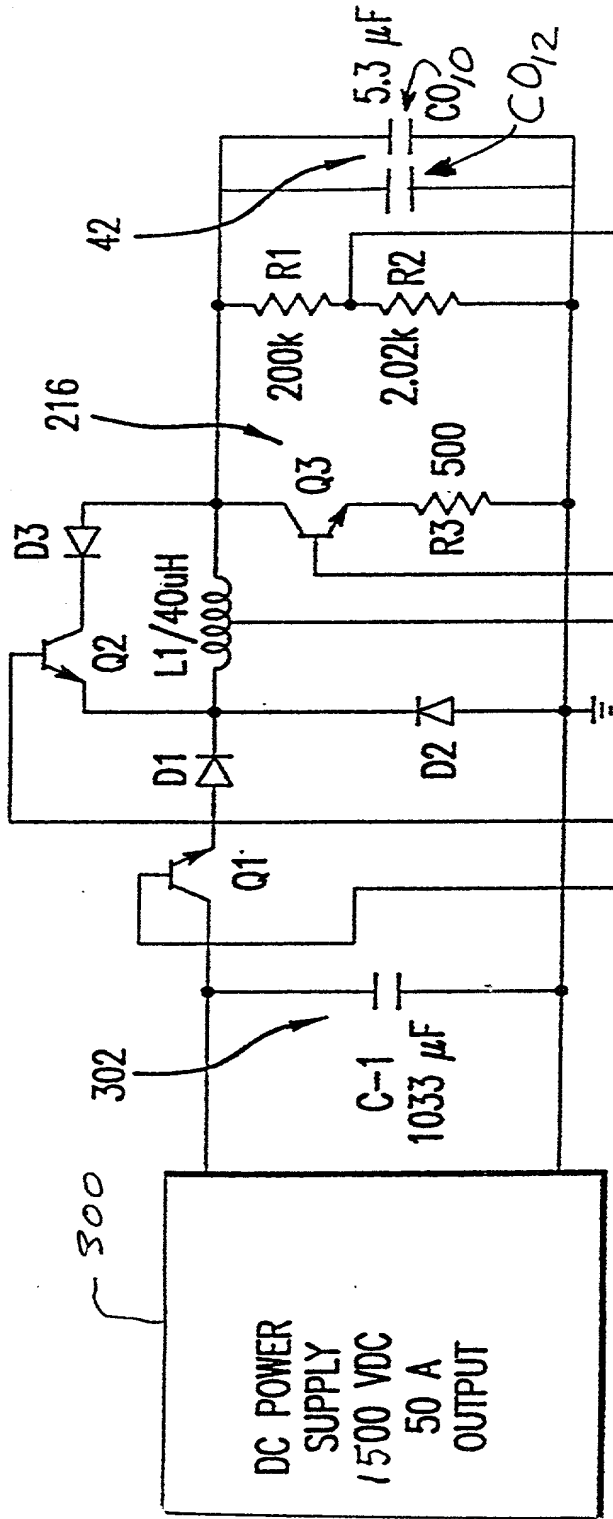 300
DC POWER
SUPPLY
1500 VDC
50 A
OUTPUT
302
C-1
1033 μF
Q1
D1
D2
Q2
D3
L1/40uH
216
Q3
R3
500
R1
200k
R2
2.02k
42
5.3 μF
CO10
CO12